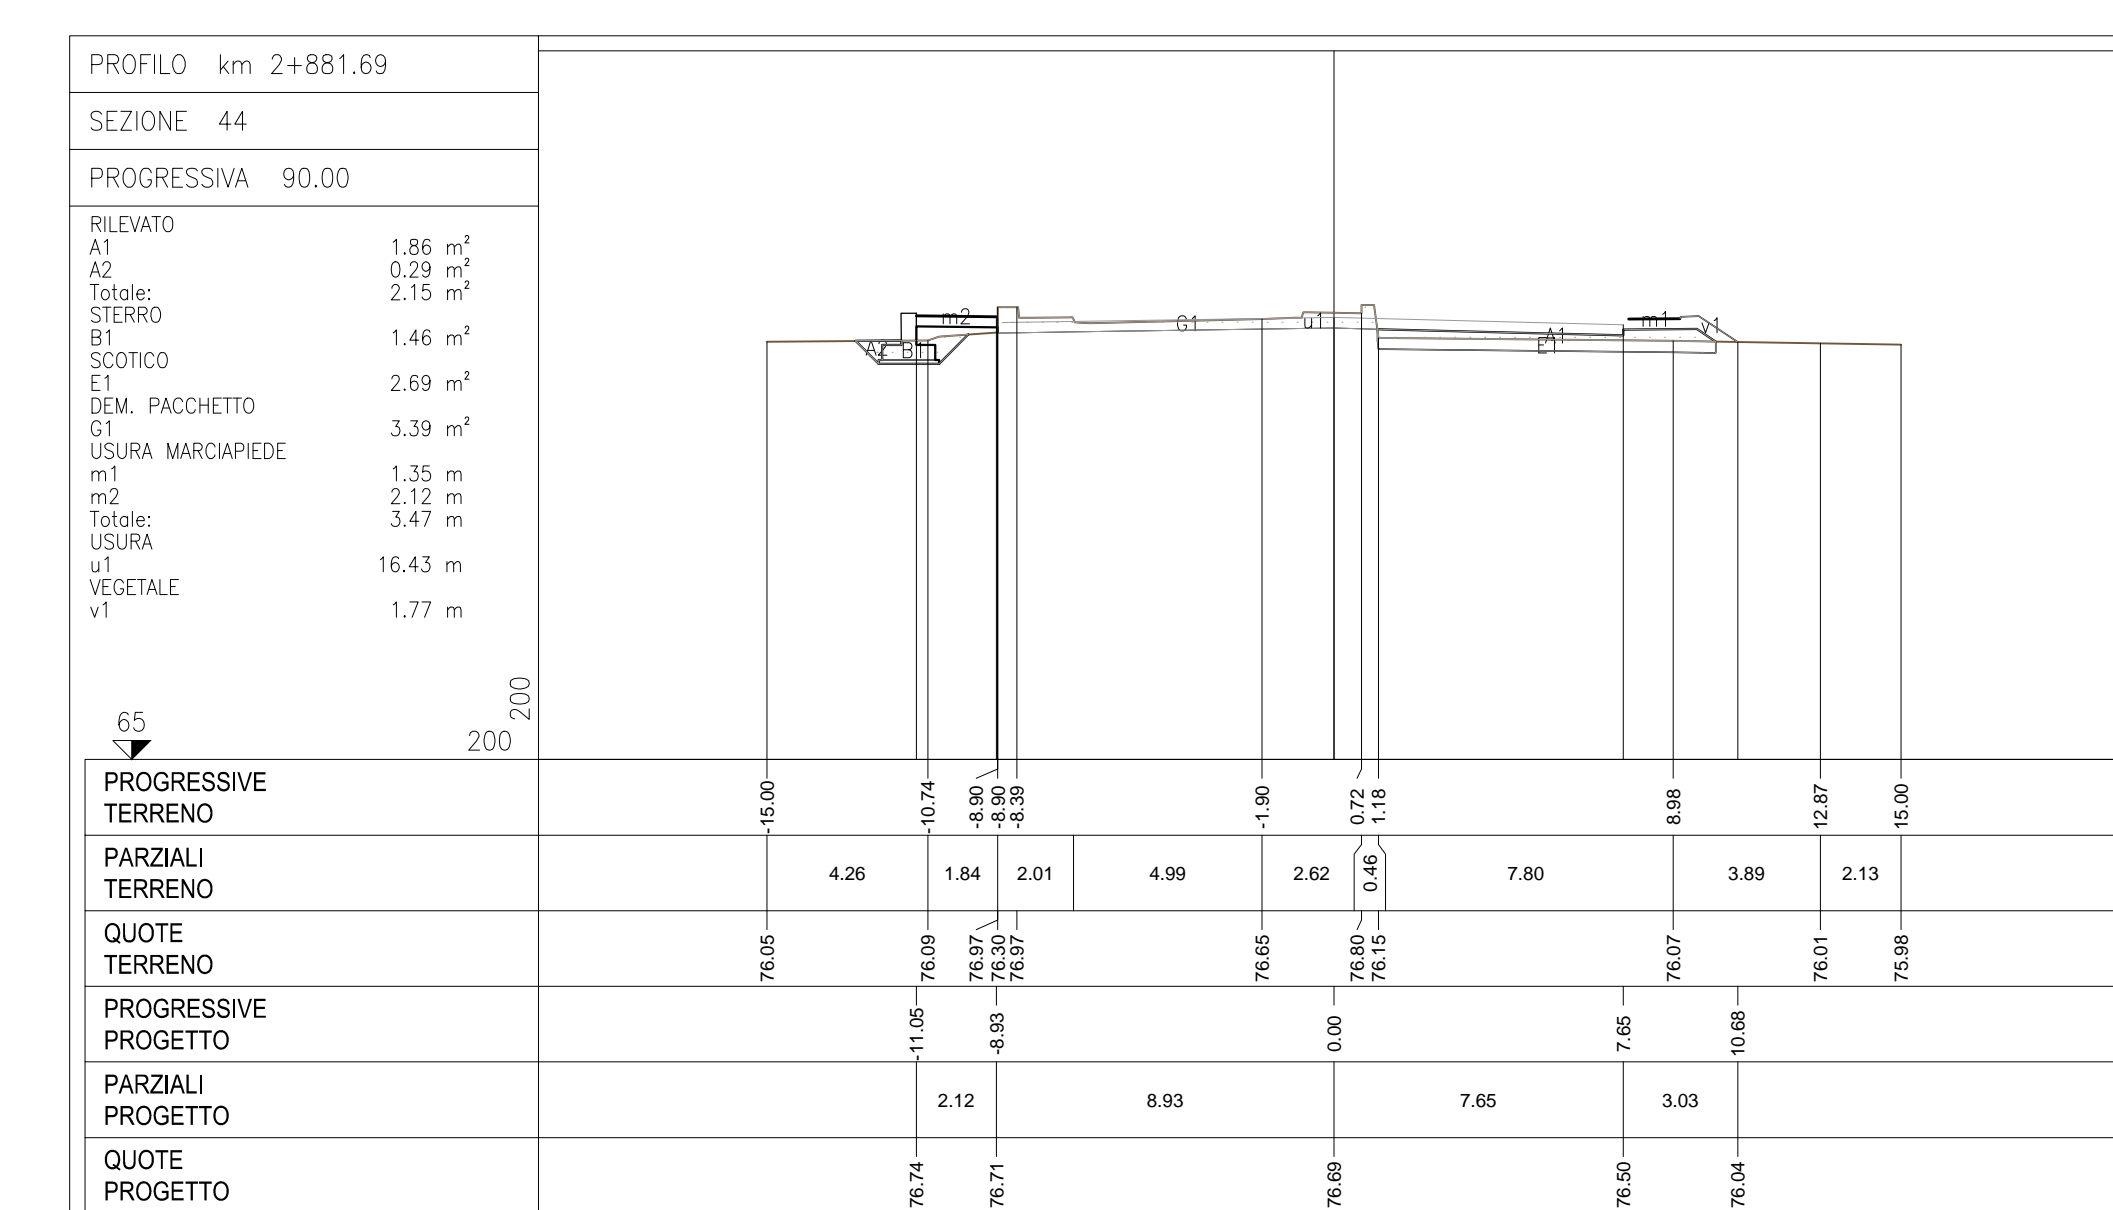 PROFILO km 2+881.69
SEZIONE 44
PROGRESSIVA 90.00
RILEVATO
A1 1.86 m²
A2 0.29 m²
Totale: 2.15 m²
STERRO
B1 1.46 m²
SCOTICO
E1 2.69 m²
DEM. PACCHETTO
G1 3.39 m²
USURA MARCIAPIEDE
m1 1.35 m
m2 2.12 m
Totale: 3.47 m
USURA
u1 16.43 m
VEGETALE
v1 1.77 m
65
200
200
m2
G1
u1
m1
v1
A1
E1
A2
B1
PROGRESSIVE
TERRENO
-15.00 -10.74 -8.90 -8.90 -8.39 -1.90 0.72 1.18 8.98 12.87 15.00
PARZIALI
TERRENO
4.26 1.84 2.01 4.99 2.62 0.46 7.80 3.89 2.13
QUOTE
TERRENO
76.05 76.09 76.97 76.30 76.97 76.65 76.80 76.15 76.07 76.01 75.98
PROGRESSIVE
PROGETTO
-11.05 -8.93 0.00 7.65 10.68
PARZIALI
PROGETTO
2.12 8.93 7.65 3.03
QUOTE
PROGETTO
76.74 76.71 76.69 76.50 76.04